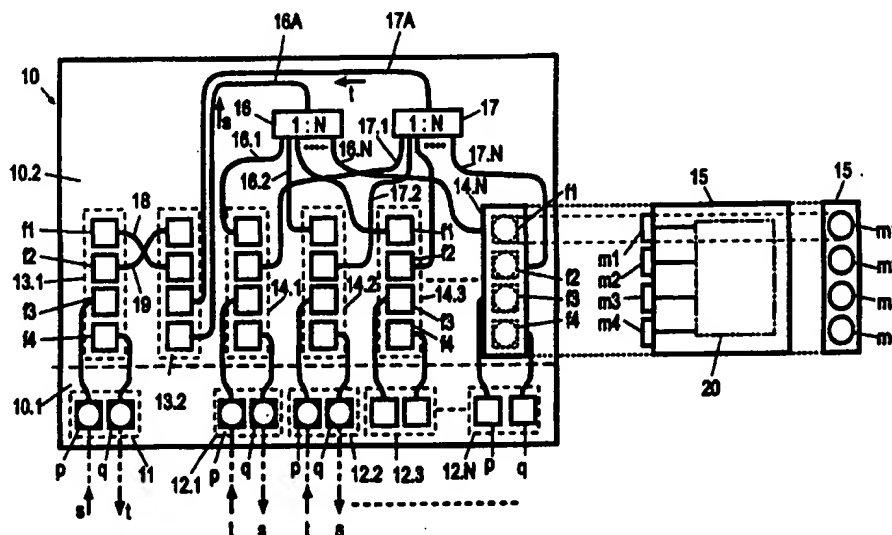 16A 17A
10
s t
16 17
1 : N 1 : N
16.1 16.N 17.1
17.N
10.2 16.2 14.N
17.2
18 f1 15 15
f1 f1
f2 f2 m1 m
13.1 f2 m2 m
f3 19 14.1 14.2 14.3 f3 m3 m
f4 f3 f4 m4 m
f4
13.2 20
10.1
p q 11 12.1 p q p q 12.2 12.3 12.N p q
s t t s t s